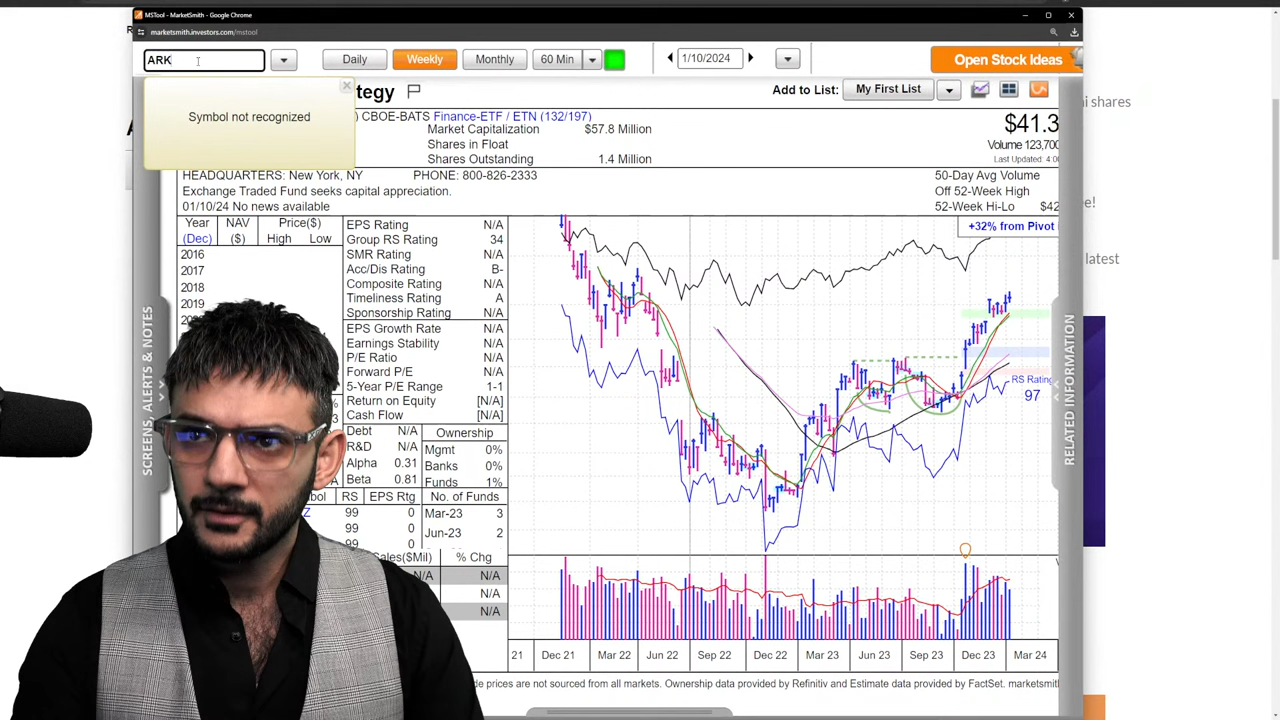 MSTool - MarketSmith - Google Chrome
marketsmith.investors.com/mstool
ARK
Daily
Weekly
Monthly
60 Min
1/10/2024
Open Stock Ideas
Symbol not recognized
tegy
Add to List:
My First List
) CBOE-BATS Finance-ETF / ETN (132/197)
Market Capitalization $57.8 Million
Shares in Float
Shares Outstanding 1.4 Million
$41.3
Volume 123,700
Last Updated: 4:0
HEADQUARTERS: New York, NY PHONE: 800-826-2333
Exchange Traded Fund seeks capital appreciation.
01/10/24 No news available
50-Day Avg Volume
Off 52-Week High
52-Week Hi-Lo $42
shares
e!
latest
Year NAV Price($)
(Dec) ($) High Low
2016
2017
2018
2019
EPS Rating N/A
Group RS Rating 34
SMR Rating N/A
Acc/Dis Rating B-
Composite Rating N/A
Timeliness Rating A
Sponsorship Rating N/A
EPS Growth Rate N/A
Earnings Stability N/A
P/E Ratio N/A
Forward P/E N/A
5-Year P/E Range 1-1
Return on Equity [N/A]
Cash Flow [N/A]
Debt N/A
R&D N/A
Alpha 0.31
Beta 0.81
Ownership
Mgmt 0%
Banks 0%
Funds 1%
bol RS EPS Rtg
Z 99 0
99 0
99 0
No. of Funds
Mar-23 3
Jun-23 2
Sales($Mil) % Chg
N/A N/A
N/A
N/A
+32% from Pivot
RS Rating
97
SCREENS, ALERTS & NOTES
RELATED INFORMATION
21 Dec 21 Mar 22 Jun 22 Sep 22 Dec 22 Mar 23 Jun 23 Sep 23 Dec 23 Mar 24
de prices are not sourced from all markets. Ownership data provided by Refinitiv and Estimate data provided by FactSet. marketsmit